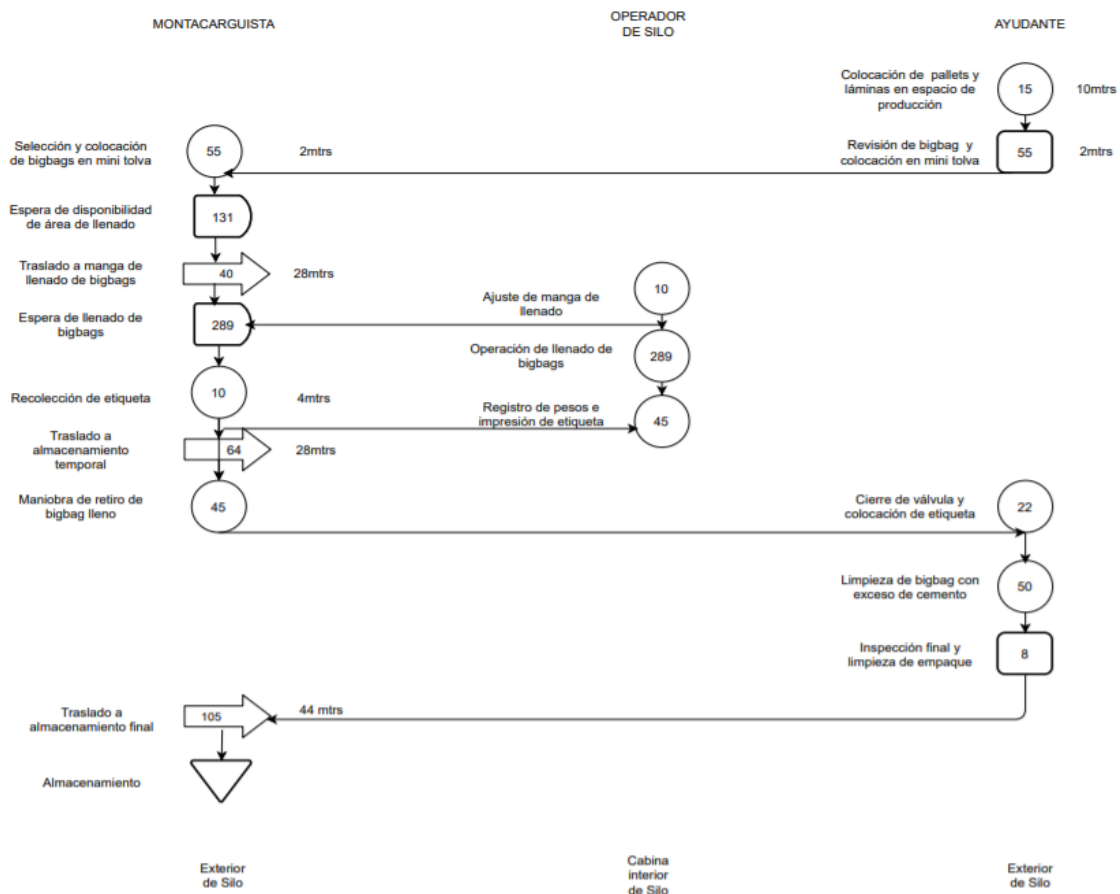 MONTACARGUISTA
OPERADOR
DE SILO
AYUDANTE
Colocación de pallets y
láminas en espacio de
producción
15
10mtrs
Selección y colocación
de bigbags en mini tolva
55
2mtrs
Revisión de bigbag y
colocación en mini tolva
55
2mtrs
Espera de disponibilidad
de área de llenado
131
Traslado a manga de
llenado de bigbags
40
28mtrs
Ajuste de manga de
llenado
10
Espera de llenado de
bigbags
289
Operación de llenado de
bigbags
289
Recolección de etiqueta
10
4mtrs
Registro de pesos e
impresión de etiqueta
45
Traslado a
almacenamiento
temporal
64
28mtrs
Maniobra de retiro de
bigbag lleno
45
Cierre de válvula y
colocación de etiqueta
22
Limpieza de bigbag con
exceso de cemento
50
Inspección final y
limpieza de empaque
8
Traslado a
almacenamiento final
105
44 mtrs
Almacenamiento
Exterior
de Silo
Cabina
interior
de Silo
Exterior
de Silo